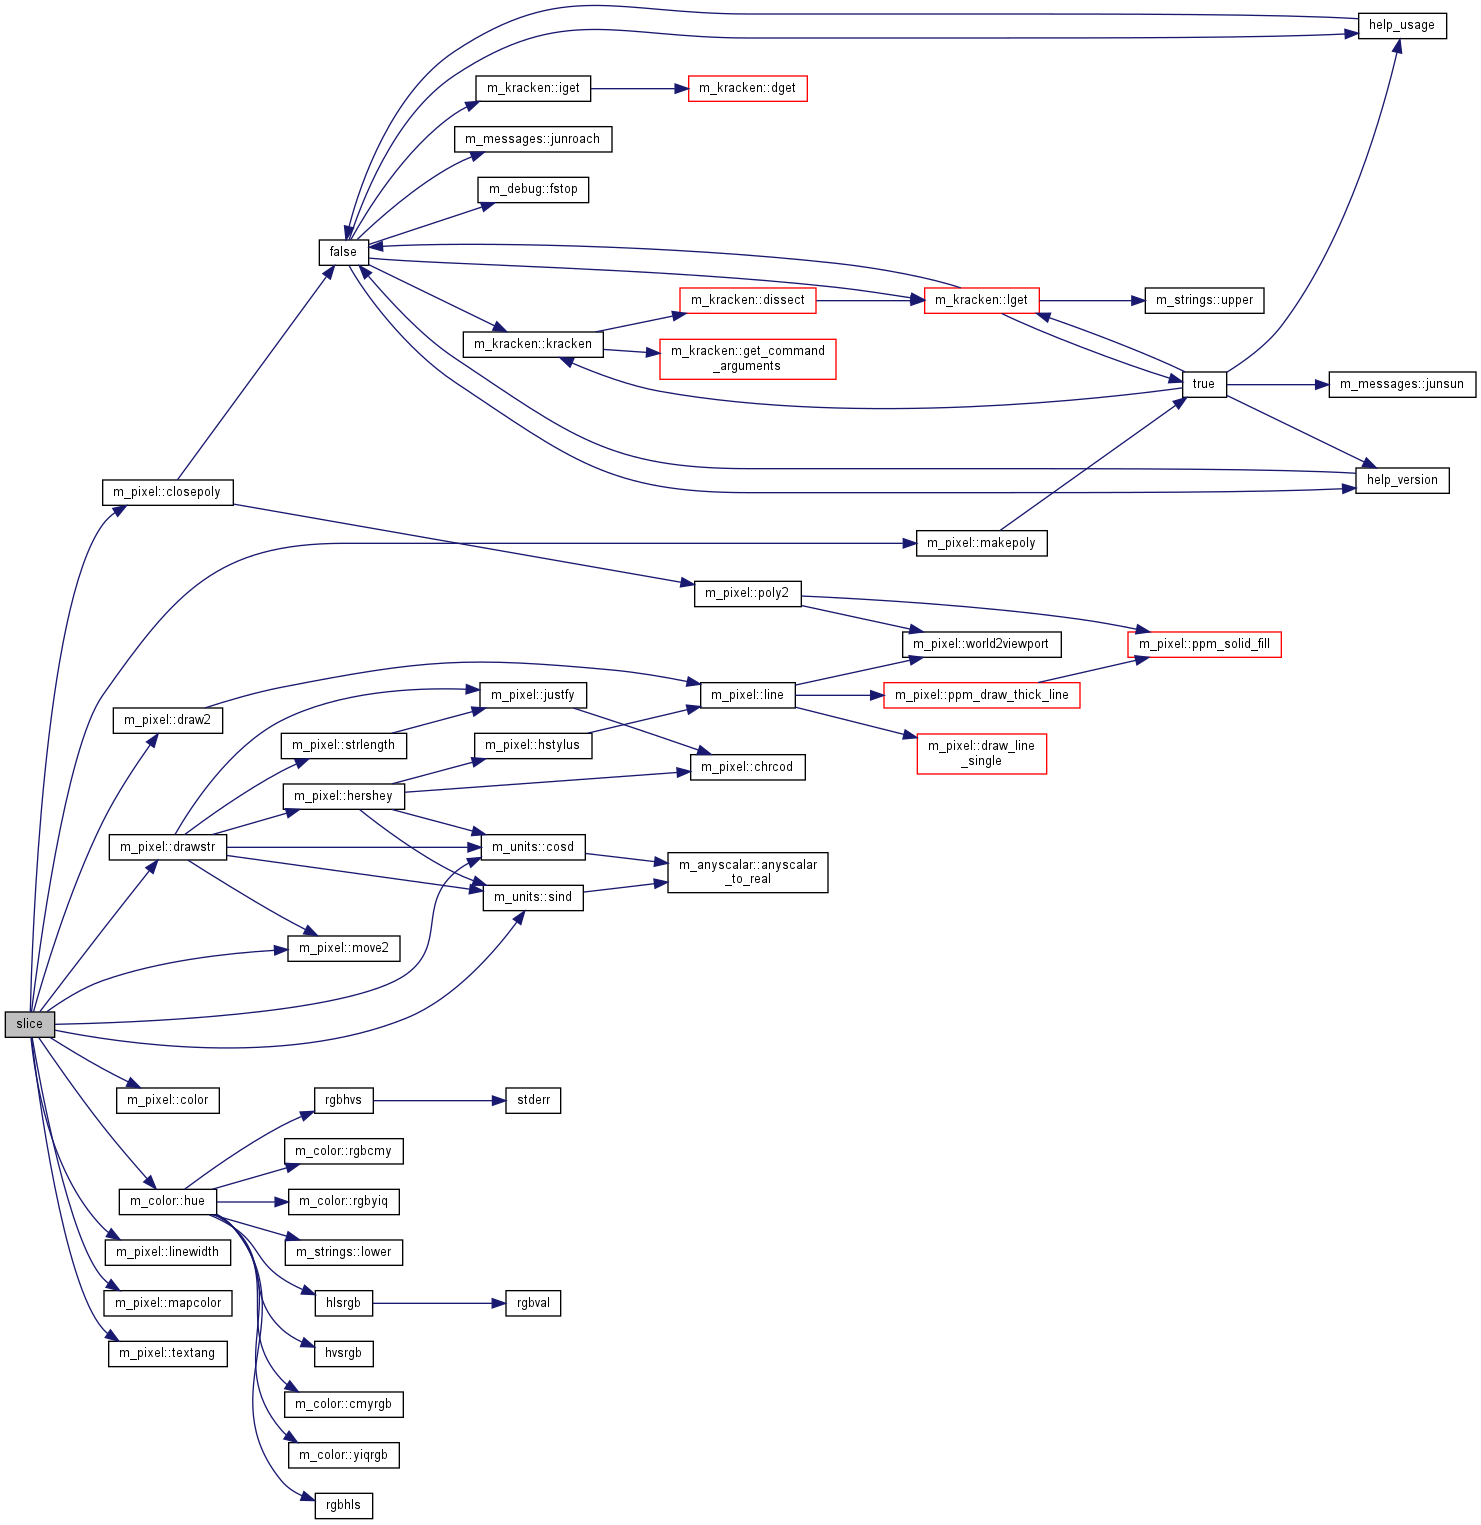 help_usage
m_kracken::iget
m_kracken::dget
m_messages::junroach
m_debug::fstop
false
m_kracken::dissect
m_kracken::lget
m_strings::upper
m_kracken::kracken
m_kracken::get_command
_arguments
true
m_messages::junsun
help_version
m_pixel::closepoly
m_pixel::makepoly
m_pixel::poly2
m_pixel::world2viewport
m_pixel::ppm_solid_fill
m_pixel::justfy
m_pixel::line
m_pixel::ppm_draw_thick_line
m_pixel::draw2
m_pixel::strlength
m_pixel::hstylus
m_pixel::draw_line
_single
m_pixel::chrcod
m_pixel::hershey
m_pixel::drawstr
m_units::cosd
m_anyscalar::anyscalar
_to_real
m_units::sind
m_pixel::move2
slice
m_pixel::color
rgbhvs
stderr
m_color::rgbcmy
m_color::hue
m_color::rgbyiq
m_pixel::linewidth
m_strings::lower
m_pixel::mapcolor
hlsrgb
rgbval
m_pixel::textang
hvsrgb
m_color::cmyrgb
m_color::yiqrgb
rgbhls